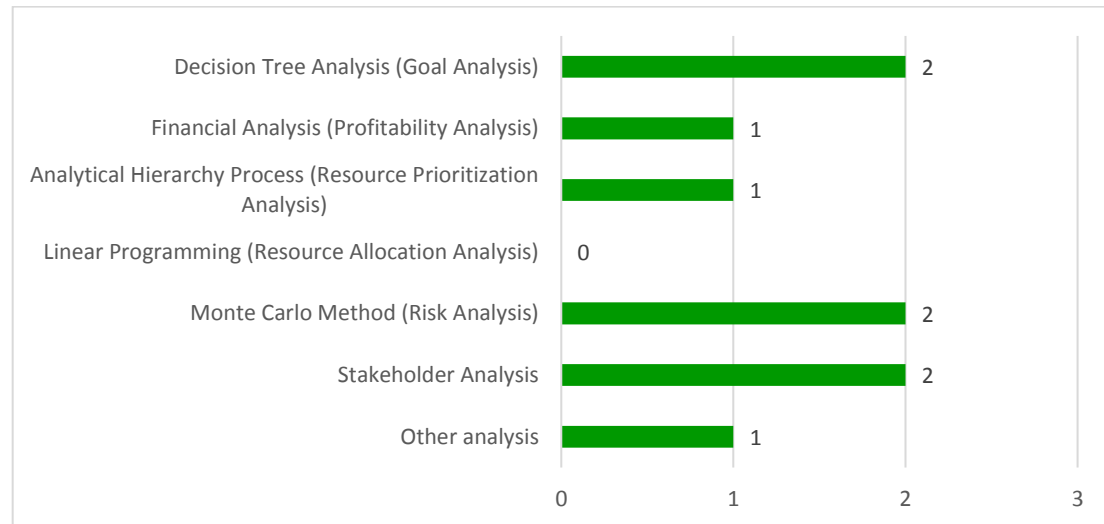 Decision Tree Analysis (Goal Analysis)
2
Financial Analysis (Profitability Analysis)
1
Analytical Hierarchy Process (Resource Prioritization
Analysis)
1
Linear Programming (Resource Allocation Analysis)
0
Monte Carlo Method (Risk Analysis)
2
Stakeholder Analysis
2
Other analysis
1
0 1 2 3